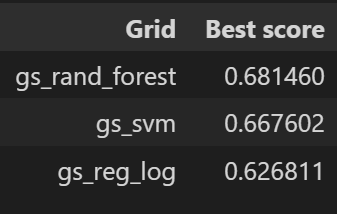 Grid Best score
gs_rand_forest 0.681460
gs_svm 0.667602
gs_reg_log 0.626811